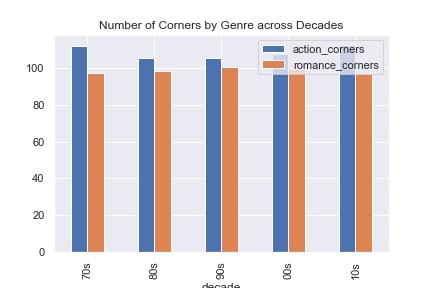 Number of Corners by Genre across Decades
action_corners
romance_corners
100
80
60
40
20
0
70s
80s
90s
00s
10s
decade